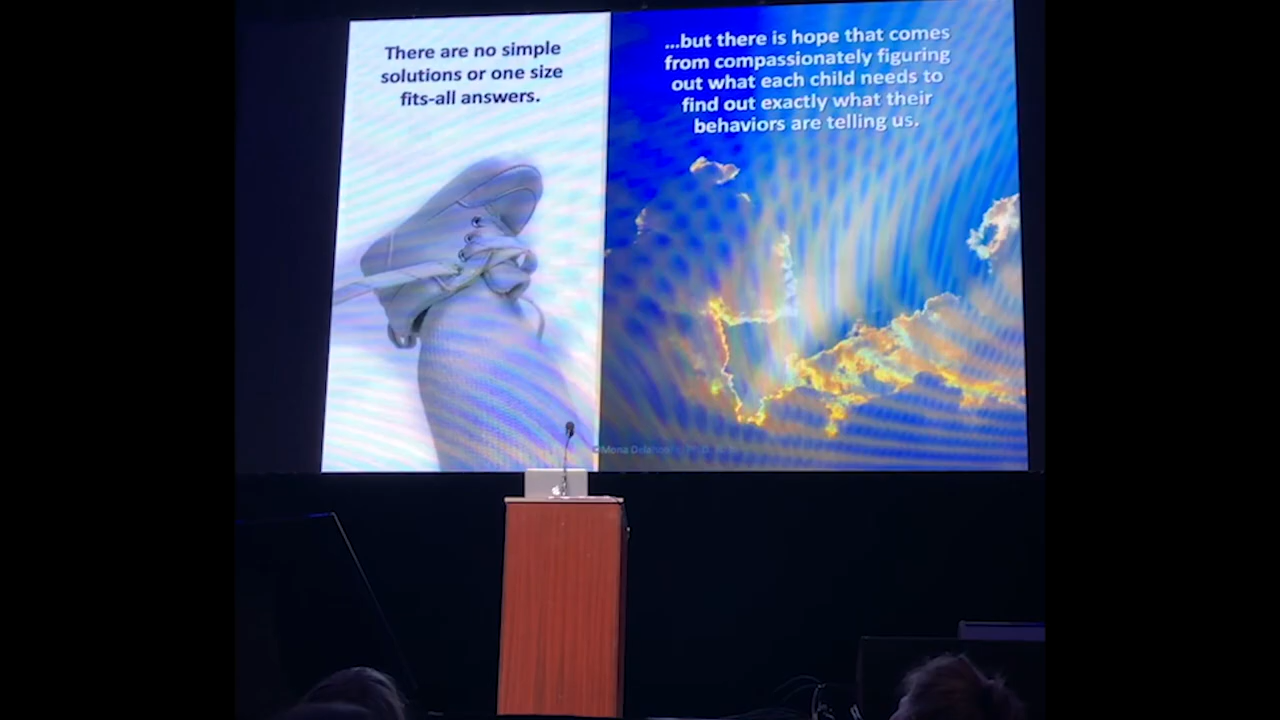 There are no simple
solutions or one size
fits-all answers.
...but there is hope that comes
from compassionately figuring
out what each child needs to
find out exactly what their
behaviors are telling us.
©Mona